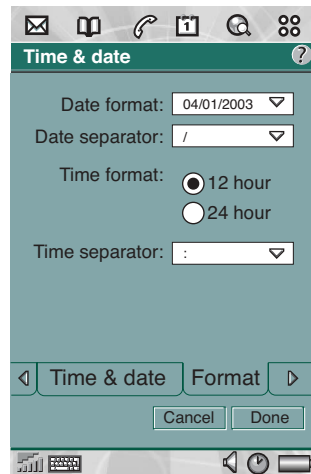 1
Time & date ?
Date format: 04/01/2003
Date separator: /
Time format: 12 hour
24 hour
Time separator: :
Time & date Format
Cancel Done